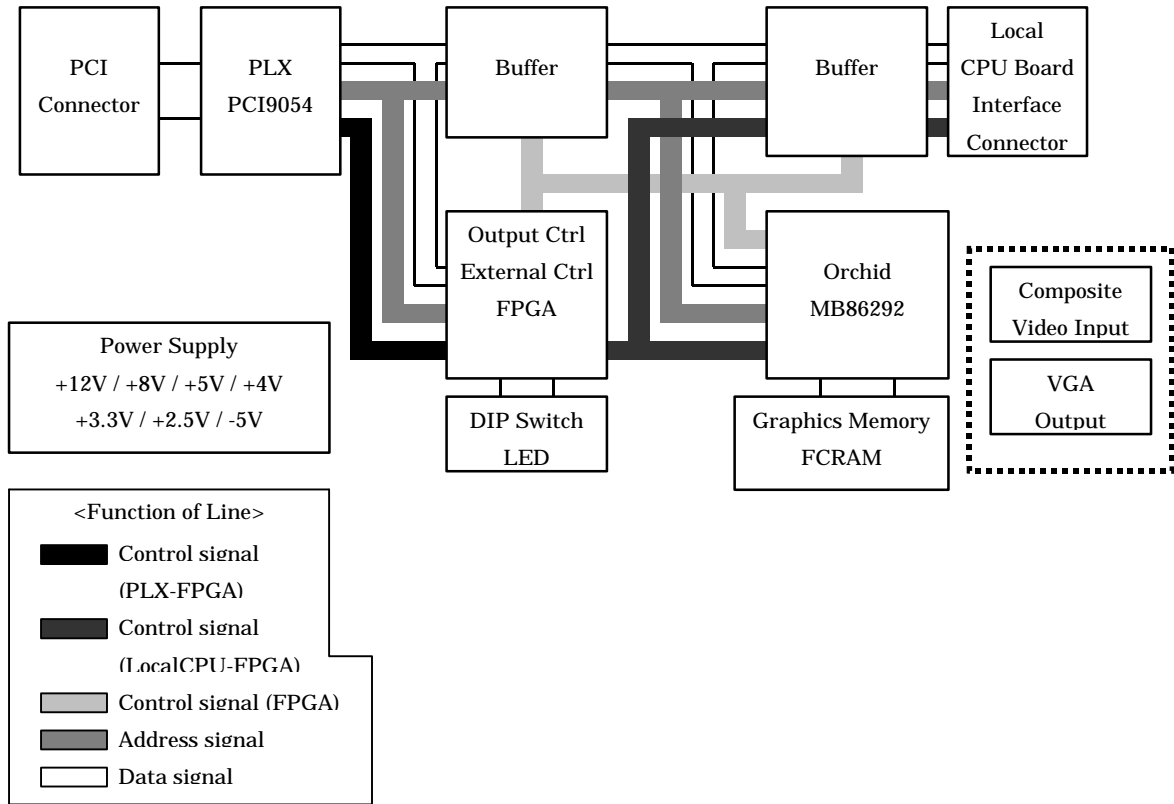 PCI
Connector
PLX
PCI9054
Buffer
Buffer
Local
CPU Board
Interface
Connector
Output Ctrl
External Ctrl
FPGA
Orchid
MB86292
Composite
Video Input
VGA
Output
Power Supply
+12V / +8V / +5V / +4V
+3.3V / +2.5V / -5V
DIP Switch
LED
Graphics Memory
FCRAM
<Function of Line>
Control signal
(PLX-FPGA)
Control signal
(LocalCPU-FPGA)
Control signal (FPGA)
Address signal
Data signal